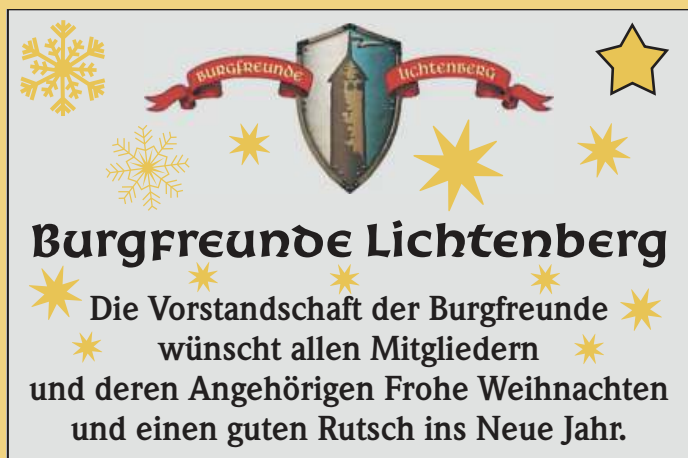 BURGFREUNDE LICHTENBERG
Burgfreunde Lichtenberg
Die Vorstandschaft der Burgfreunde
wünscht allen Mitgliedern
und deren Angehörigen Frohe Weihnachten
und einen guten Rutsch ins Neue Jahr.